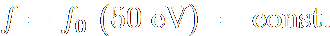 f = f₀ (50 eV) = const.